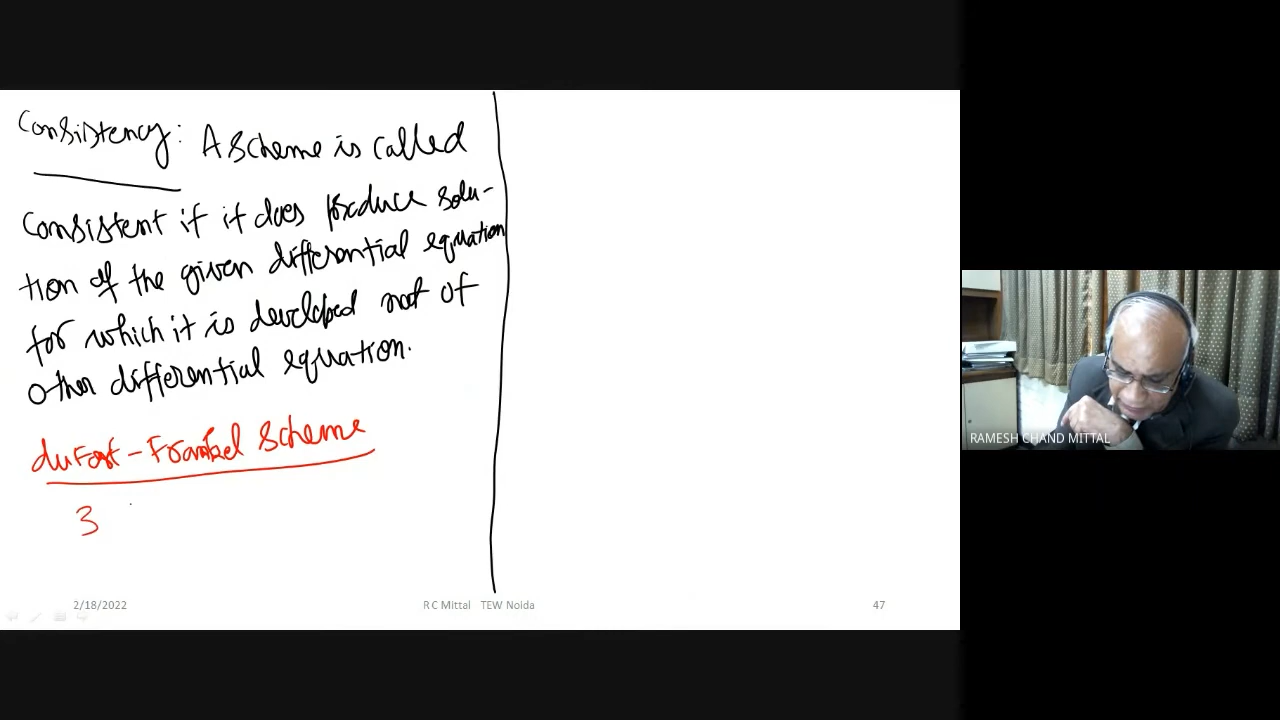 Consistency: A scheme is called
Consistent if it does produce solu-
tion of the given differential equation
for which it is developed not of
other differential equation.
duFort-Frankel Scheme
3
2/18/2022
R C Mittal TEW Noida
47
RAMESH CHAND MITTAL